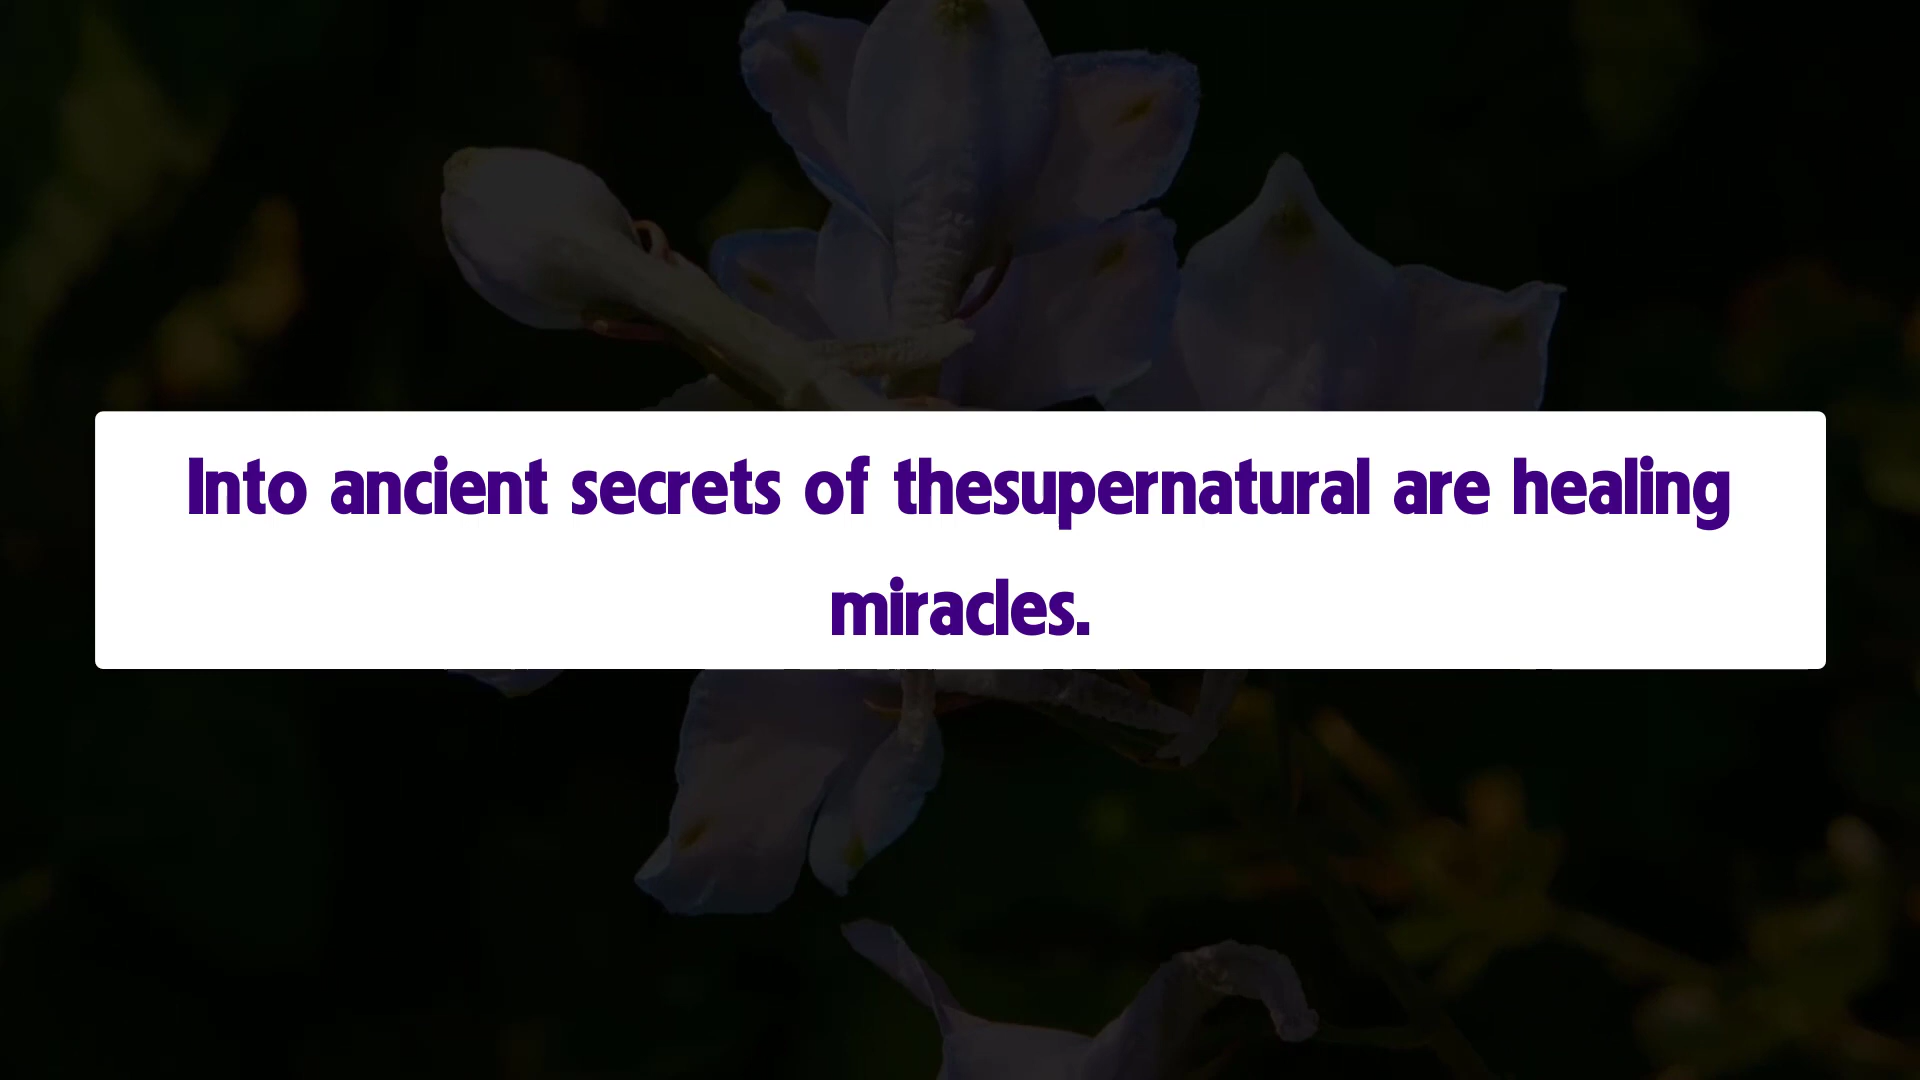 Into ancient secrets of thesupernatural are healing
miracles.